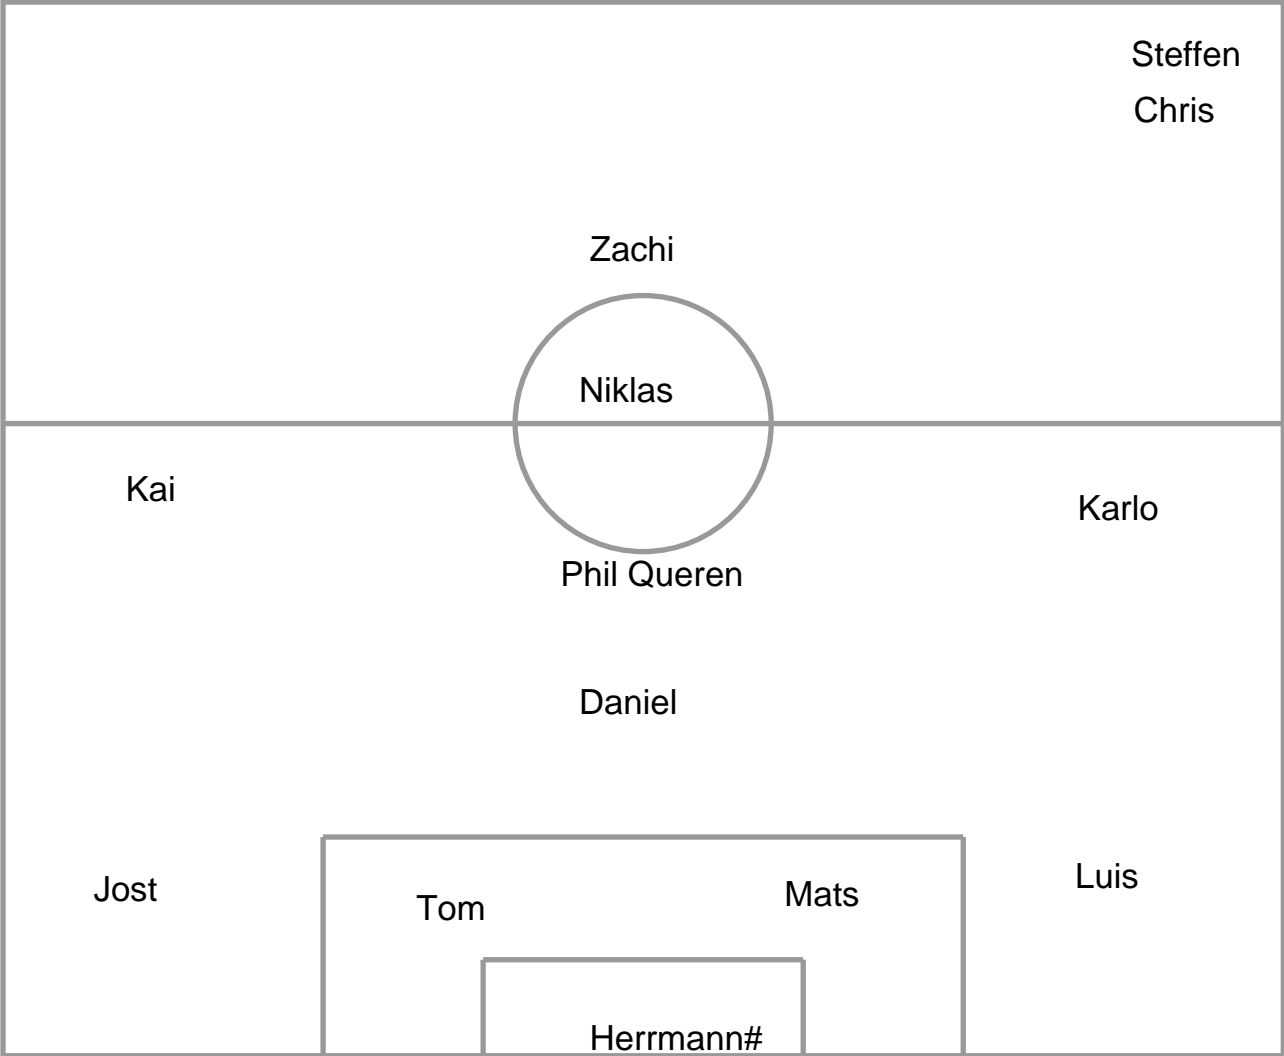 Steffen
Chris
Zachi
Niklas
Kai
Karlo
Phil Queren
Daniel
Jost
Tom
Mats
Luis
Herrmann#